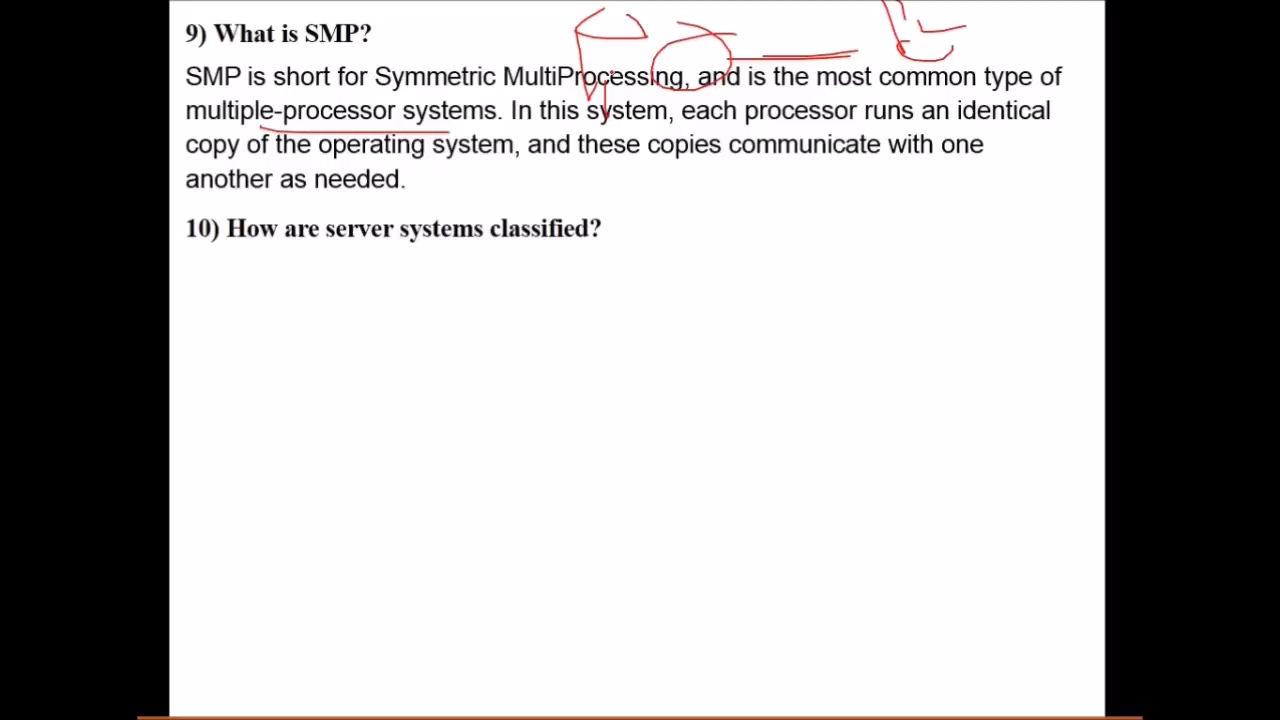 9) What is SMP?
SMP is short for Symmetric MultiProcessing, and is the most common type of
multiple-processor systems. In this system, each processor runs an identical
copy of the operating system, and these copies communicate with one
another as needed.
10) How are server systems classified?